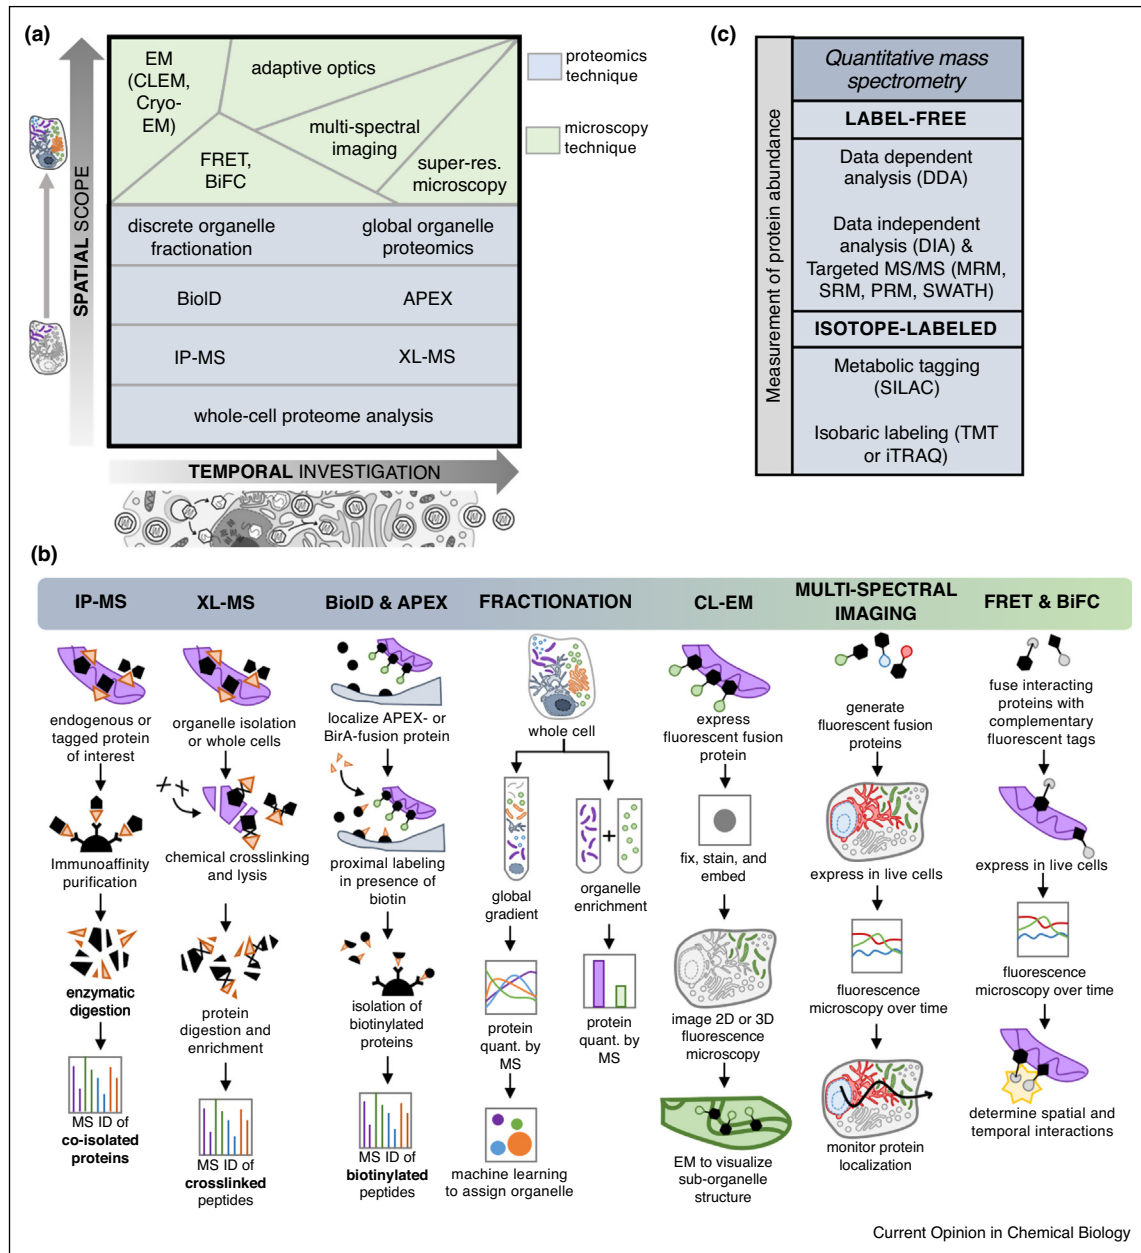 (a)
EM
(CLEM,
Cryo-
EM)
adaptive optics
multi-spectral
imaging
FRET,
BiFC
super-res.
microscopy
proteomics
technique
microscopy
technique
SPATIAL SCOPE
discrete organelle
fractionation
global organelle
proteomics
BioID
APEX
IP-MS
XL-MS
whole-cell proteome analysis
TEMPORAL INVESTIGATION
(c)
Measurement of protein abundance
Quantitative mass
spectrometry
LABEL-FREE
Data dependent
analysis (DDA)
Data independent
analysis (DIA) &
Targeted MS/MS (MRM,
SRM, PRM, SWATH)
ISOTOPE-LABELED
Metabolic tagging
(SILAC)
Isobaric labeling (TMT
or iTRAQ)
(b)
IP-MS
endogenous or
tagged protein
of interest
Immunoaffinity
purification
enzymatic
digestion
MS ID of
co-isolated
proteins
XL-MS
organelle isolation
or whole cells
chemical crosslinking
and lysis
protein
digestion and
enrichment
MS ID of
crosslinked
peptides
BioID & APEX
localize APEX- or
BirA-fusion protein
proximal labeling
in presence of
biotin
isolation of
biotinylated
proteins
MS ID of
biotinylated
peptides
FRACTIONATION
whole cell
global
gradient
protein
quant. by
MS
machine learning
to assign organelle
+
organelle
enrichment
protein
quant. by
MS
CL-EM
express
fluorescent fusion
protein
fix, stain, and
embed
image 2D or 3D
fluorescence
microscopy
EM to visualize
sub-organelle
structure
MULTI-SPECTRAL
IMAGING
generate
fluorescent fusion
proteins
express in live cells
fluorescence
microscopy over time
monitor protein
localization
FRET & BiFC
fuse interacting
proteins with
complementary
fluorescent tags
express in live cells
fluorescence
microscopy over time
determine spatial and
temporal interactions
Current Opinion in Chemical Biology